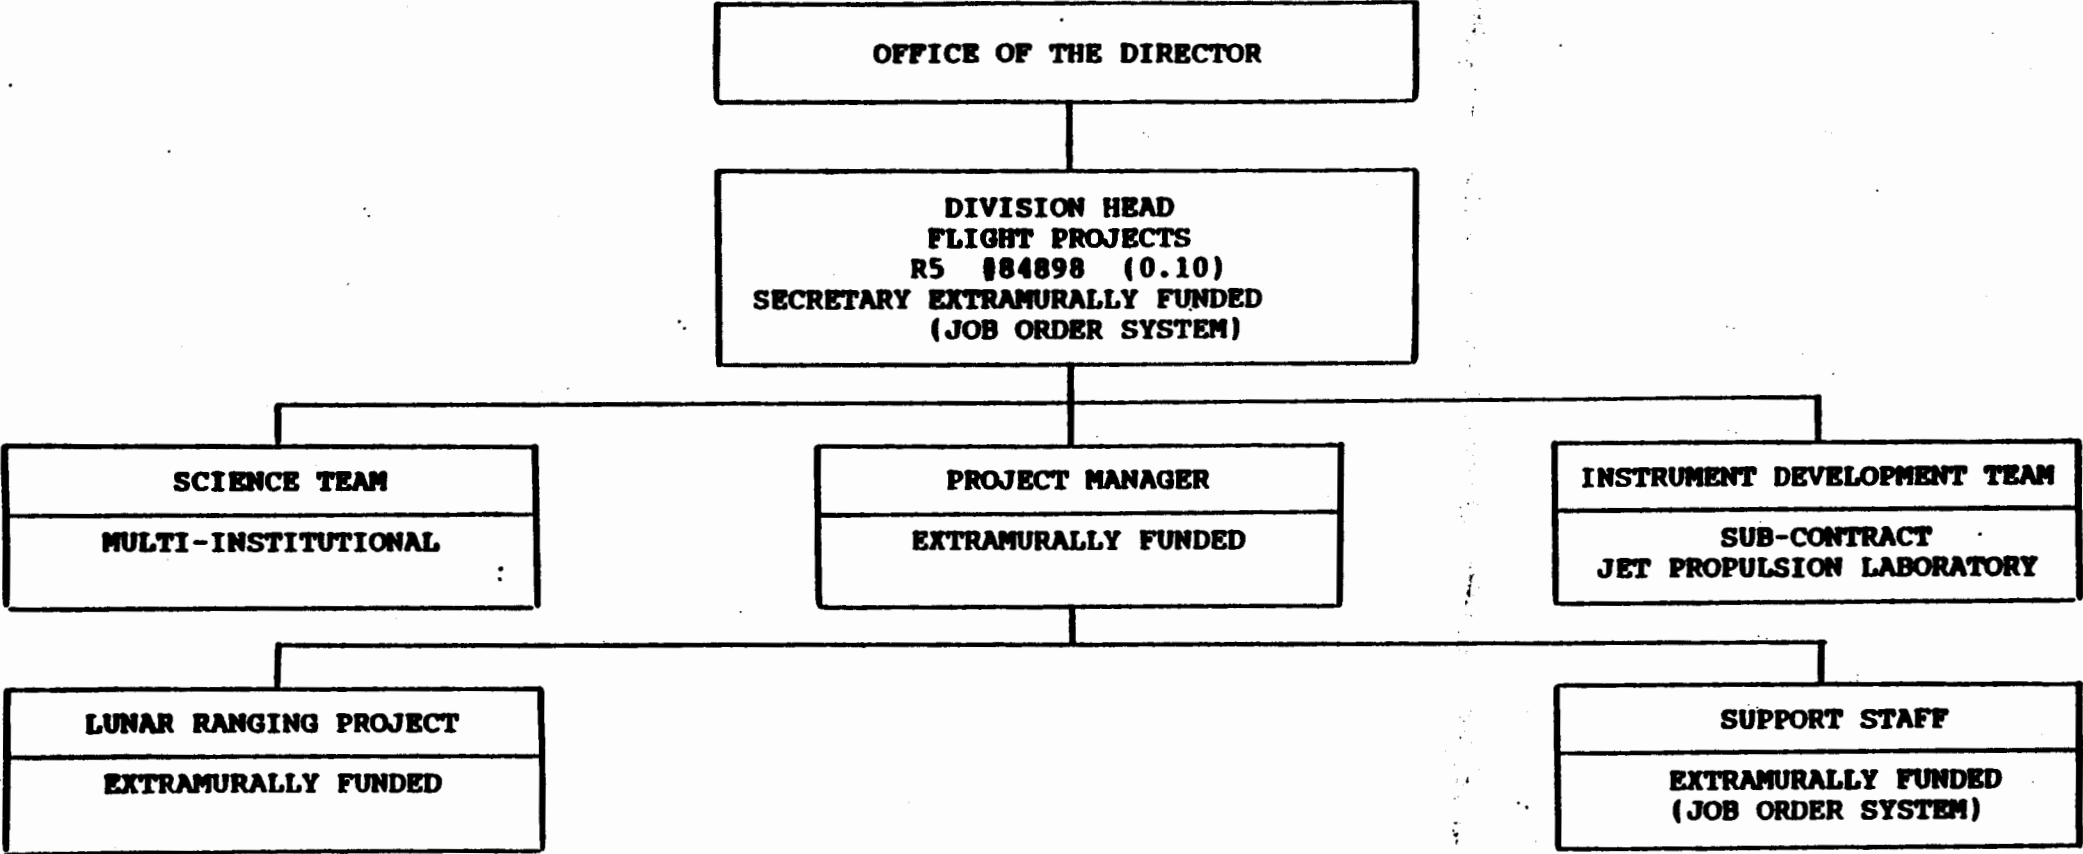 OFFICE OF THE DIRECTOR
DIVISION HEAD
FLIGHT PROJECTS
R5 #84898 (0.10)
SECRETARY EXTRAMURALLY FUNDED
(JOB ORDER SYSTEM)
SCIENCE TEAM
MULTI-INSTITUTIONAL
PROJECT MANAGER
EXTRAMURALLY FUNDED
INSTRUMENT DEVELOPMENT TEAM
SUB-CONTRACT
JET PROPULSION LABORATORY
LUNAR RANGING PROJECT
EXTRAMURALLY FUNDED
SUPPORT STAFF
EXTRAMURALLY FUNDED
(JOB ORDER SYSTEM)